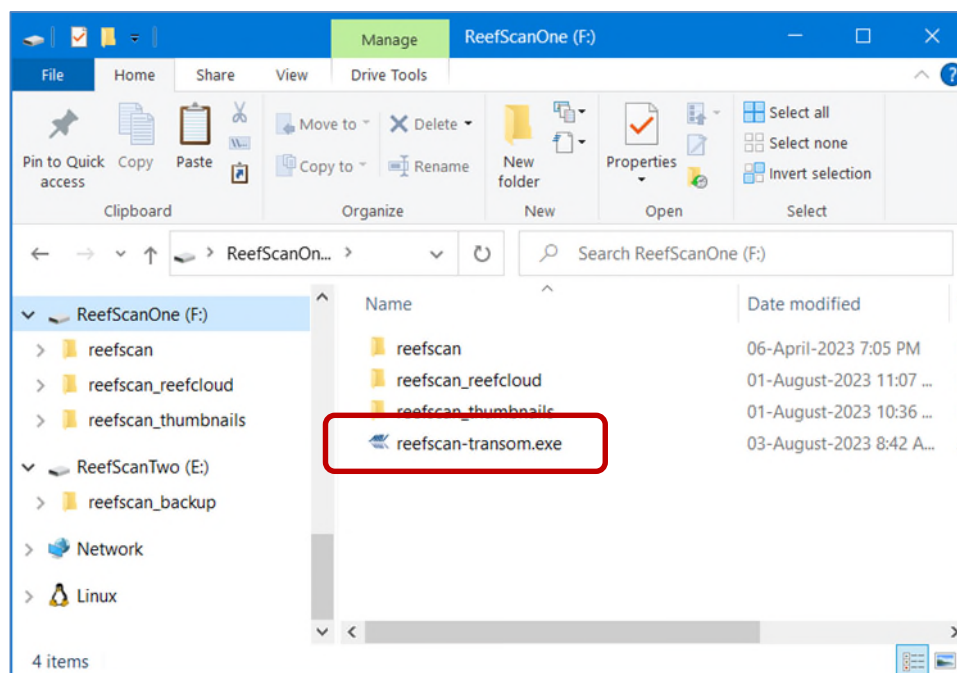 Manage ReefScanOne (F:)
File Home Share View Drive Tools
Pin to Quick access
Copy
Paste
Move to
Copy to
Delete
Rename
New folder
Properties
Select all
Select none
Invert selection
Clipboard Organize New Open Select
ReefScanOn...
Search ReefScanOne (F:)
ReefScanOne (F:)
reefscan
reefscan_reefcloud
reefscan_thumbnails
ReefScanTwo (E:)
reefscan_backup
Network
Linux
Name Date modified
reefscan 06-April-2023 7:05 PM
reefscan_reefcloud 01-August-2023 11:07 ...
reefscan_thumbnails 01-August-2023 10:36 ...
reefscan-transom.exe 03-August-2023 8:42 A...
4 items